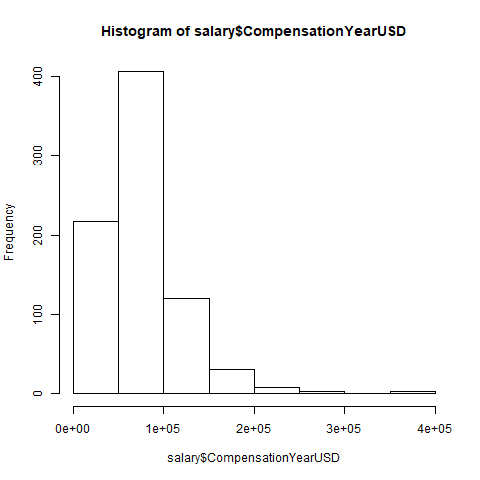 Histogram of salary$CompensationYearUSD
400
300
200
100
0
Frequency
0e+00 1e+05 2e+05 3e+05 4e+05
salary$CompensationYearUSD